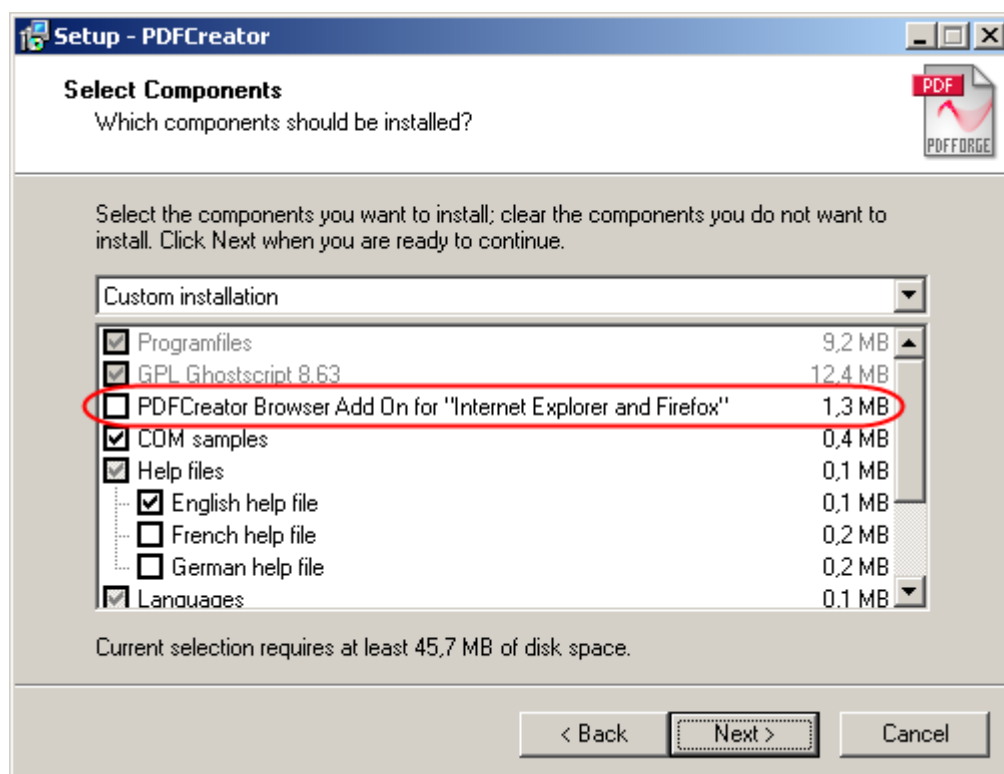 Setup - PDFCreator
Select Components
Which components should be installed?
PDF
PDFFORGE
Select the components you want to install; clear the components you do not want to
install. Click Next when you are ready to continue.
Custom installation
Programfiles 9,2 MB
GPL Ghostscript 8.63 12,4 MB
PDFCreator Browser Add On for "Internet Explorer and Firefox" 1,3 MB
COM samples 0,4 MB
Help files 0,1 MB
English help file 0,1 MB
French help file 0,2 MB
German help file 0,2 MB
Languages 0,1 MB
Current selection requires at least 45,7 MB of disk space.
< Back Next > Cancel